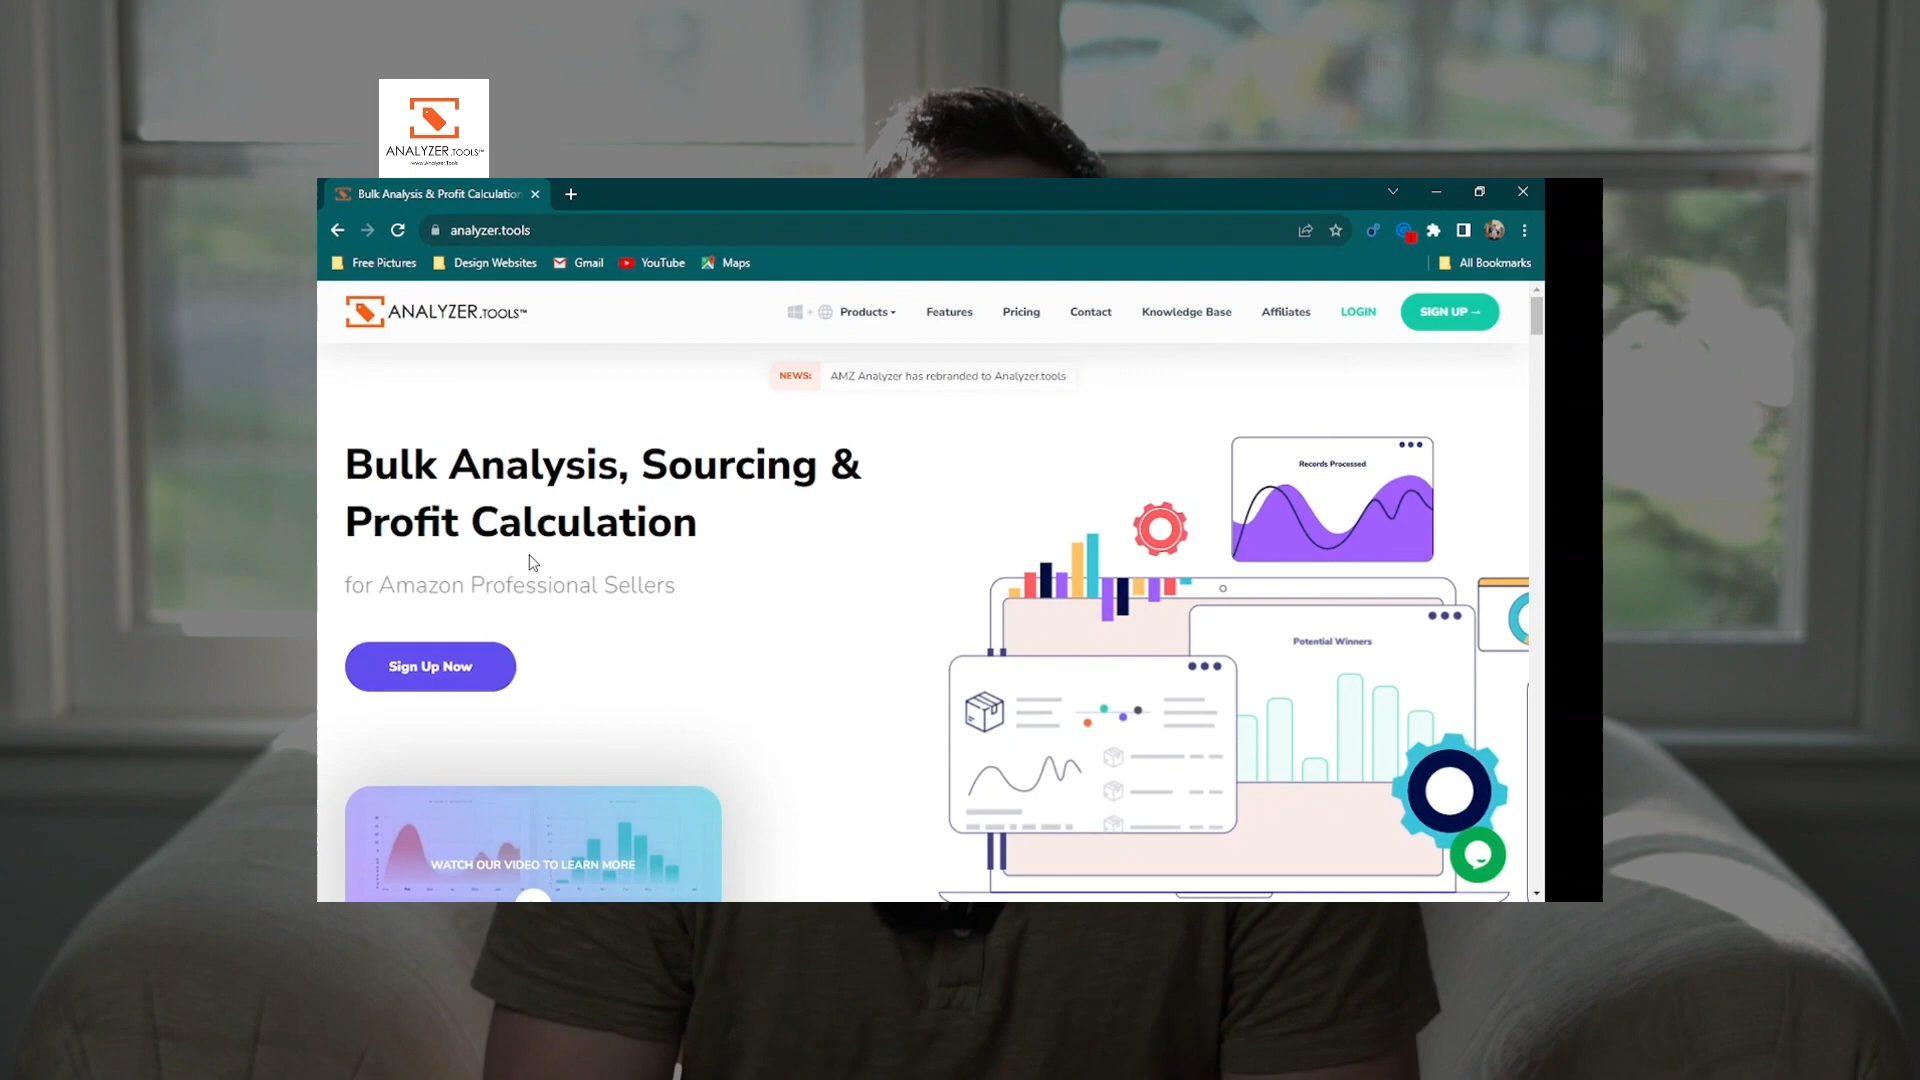 ANALYZER.TOOLS™
www.Analyzer.Tools
Bulk Analysis & Profit Calculation
analyzer.tools
Free Pictures
Design Websites
Gmail
YouTube
Maps
All Bookmarks
ANALYZER.TOOLS™
+
Products
Features
Pricing
Contact
Knowledge Base
Affiliates
LOGIN
SIGN UP →
NEWS:
AMZ Analyzer has rebranded to Analyzer.tools
Bulk Analysis, Sourcing &
Profit Calculation
for Amazon Professional Sellers
Sign Up Now
WATCH OUR VIDEO TO LEARN MORE
Records Processed
Potential Winners